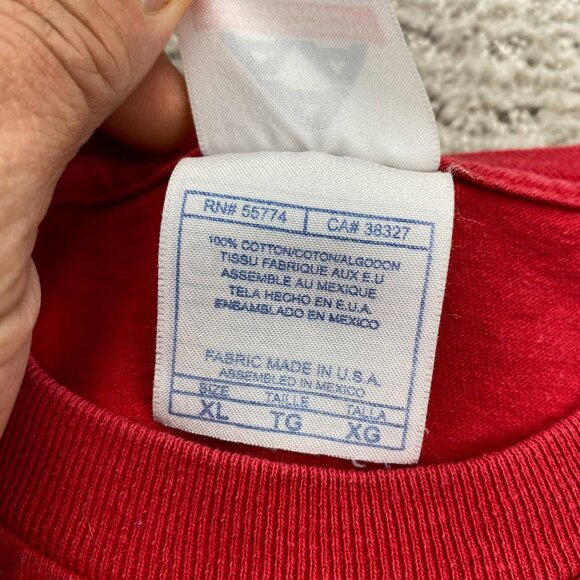 RN# 55774 CA# 38327
100% COTTON/COTON/ALGODON
TISSU FABRIQUE AUX E.U
ASSEMBLE AU MEXIQUE
TELA HECHO EN E.U.A.
ENSAMBLADO EN MEXICO
FABRIC MADE IN U.S.A.
ASSEMBLED IN MEXICO
SIZE TAILLE TALLA
XL TG XG